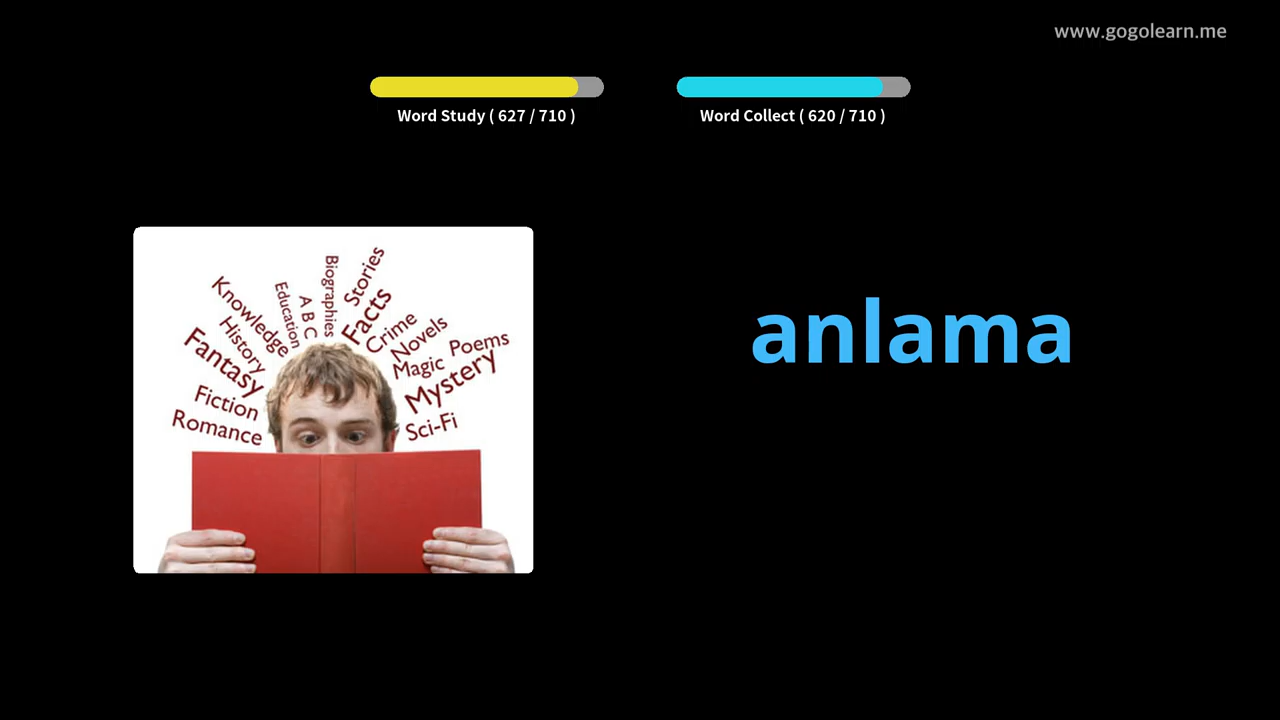 www.gogolearn.me
Word Study ( 627 / 710 )
Word Collect ( 620 / 710 )
anlama
Knowledge
Education
A B C
Biographies
Stories
Facts
Crime
Novels
Poems
Magic
Mystery
Sci-Fi
History
Fantasy
Fiction
Romance